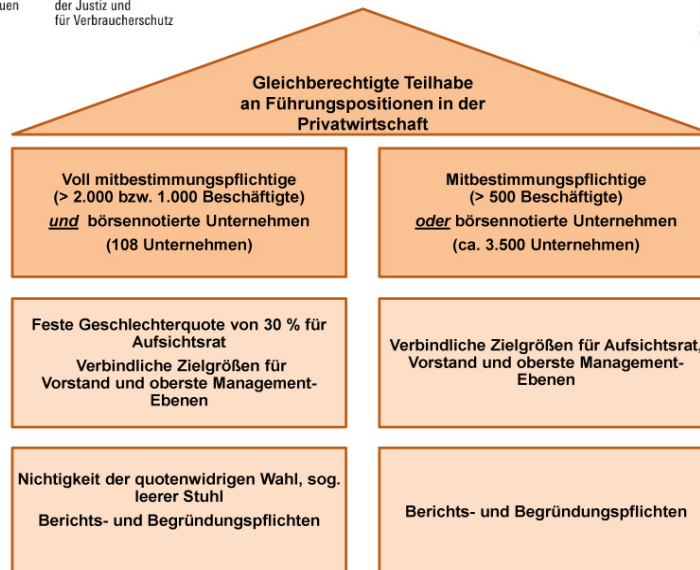 der Justiz und
für Verbraucherschutz
Gleichberechtigte Teilhabe
an Führungspositionen in der
Privatwirtschaft
Voll mitbestimmungspflichtige
(> 2.000 bzw. 1.000 Beschäftigte)
und börsennotierte Unternehmen
(108 Unternehmen)
Mitbestimmungspflichtige
(> 500 Beschäftigte)
oder börsennotierte Unternehmen
(ca. 3.500 Unternehmen)
Feste Geschlechterquote von 30 % für
Aufsichtsrat
Verbindliche Zielgrößen für
Vorstand und oberste Management-
Ebenen
Verbindliche Zielgrößen für Aufsichtsrat,
Vorstand und oberste Management-
Ebenen
Nichtigkeit der quotenwidrigen Wahl, sog.
leerer Stuhl
Berichts- und Begründungspflichten
Berichts- und Begründungspflichten